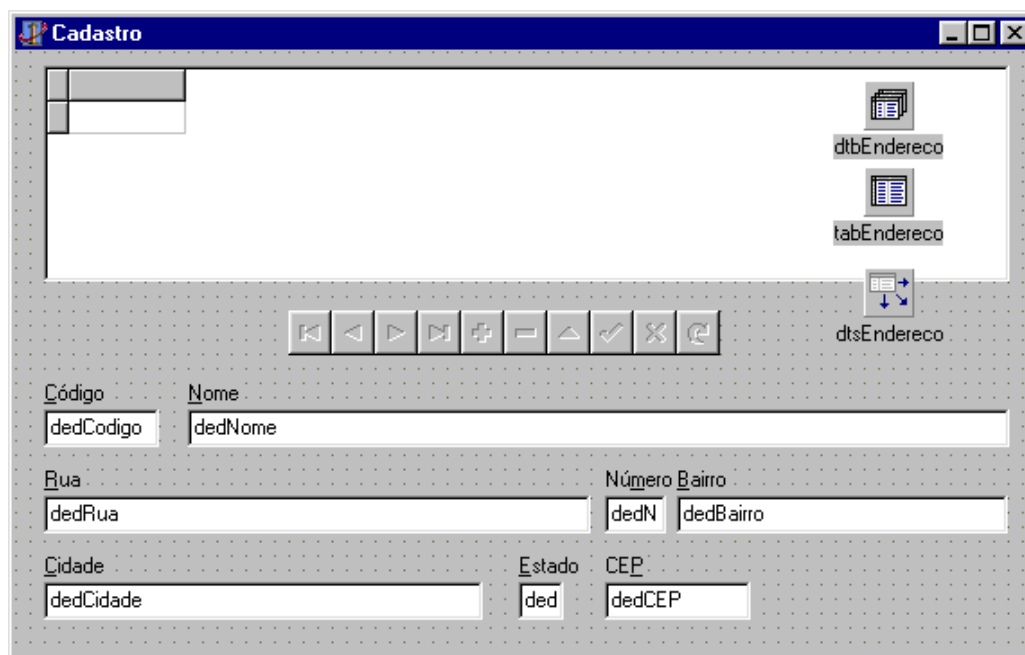 Cadastro
dtbEndereco
tabEndereco
dtsEndereco
Código Nome
dedCodigo dedNome
Rua Número Bairro
dedRua dedN dedBairro
Cidade Estado CEP
dedCidade ded dedCEP